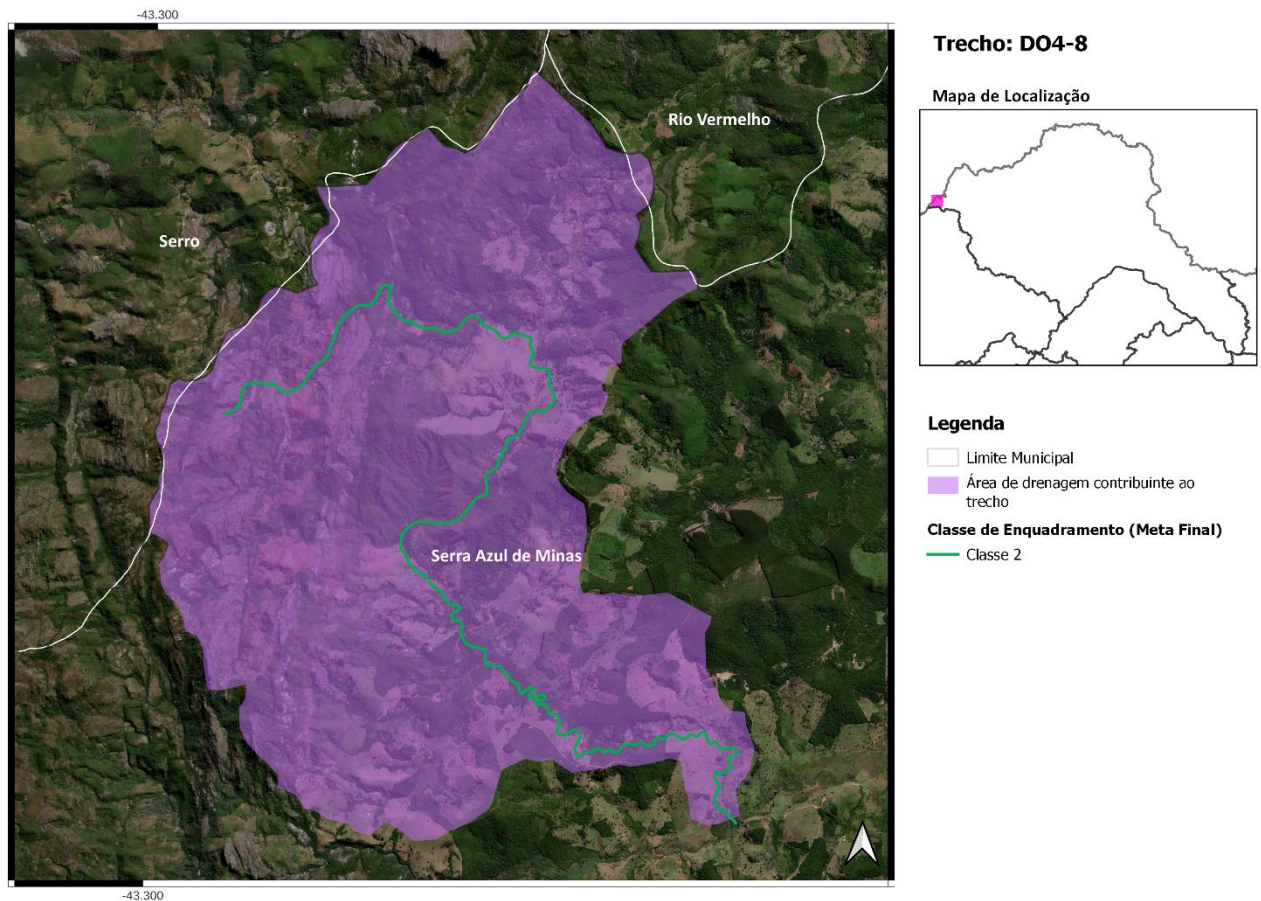 -43.300
Trecho: DO4-8
Mapa de Localização
Rio Vermelho
Serro
Serra Azul de Minas
Legenda
Limite Municipal
Área de drenagem contribuinte ao
trecho
Classe de Enquadramento (Meta Final)
Classe 2
-43.300